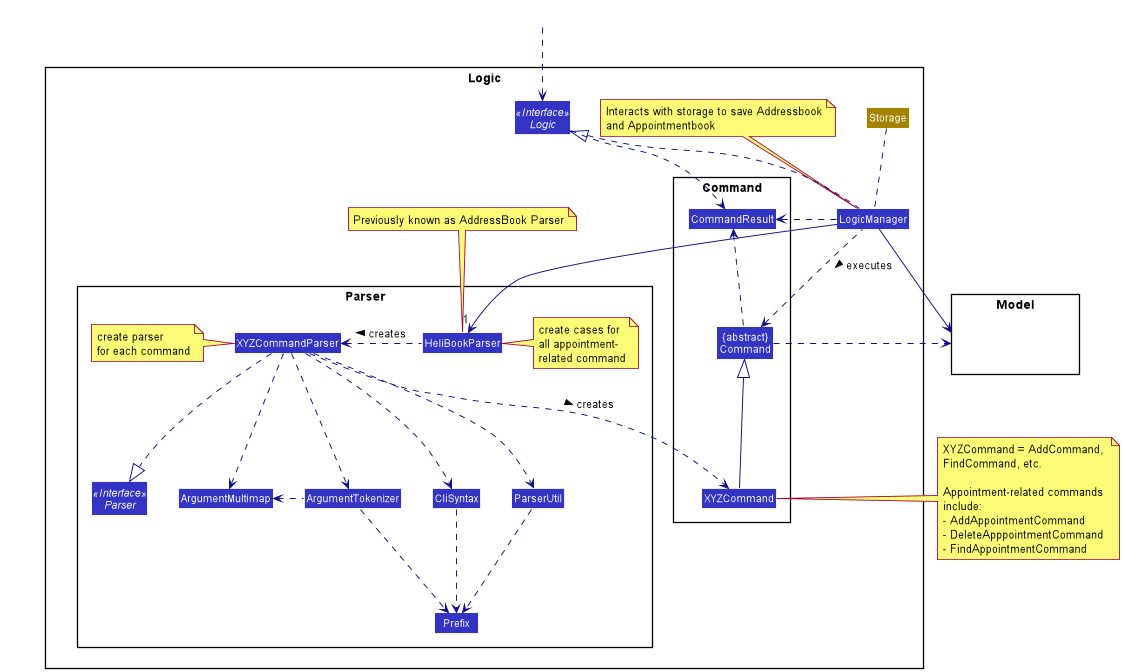 Logic
«Interface»
Logic
Interacts with storage to save Addressbook
and Appointmentbook
Storage
Command
CommandResult
LogicManager
Previously known as AddressBook Parser
executes
Parser
Model
1
create parser
for each command
XYZCommandParser
creates
HeliBookParser
create cases for
all appointment-
related command
{abstract}
Command
creates
XYZCommand = AddCommand,
FindCommand, etc.
Appointment-related commands
include:
- AddAppointmentCommand
- DeleteApppointmentCommand
- FindAppointmentCommand
«Interface»
Parser
ArgumentMultimap
ArgumentTokenizer
CliSyntax
ParserUtil
XYZCommand
Prefix